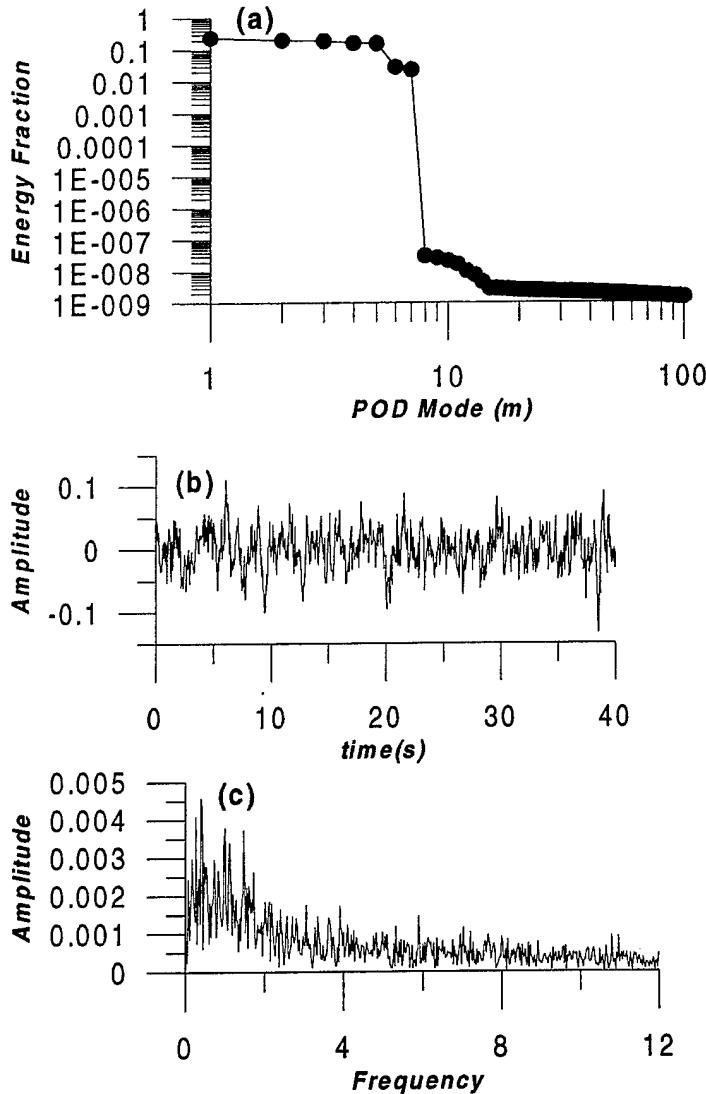 (a)
Energy Fraction
1
0.1
0.01
0.001
0.0001
1E-005
1E-006
1E-007
1E-008
1E-009
1 10 100
POD Mode (m)
(b)
Amplitude
0.1
0
-0.1
0 10 20 30 40
time(s)
(c)
Amplitude
0.005
0.004
0.003
0.002
0.001
0
0 4 8 12
Frequency